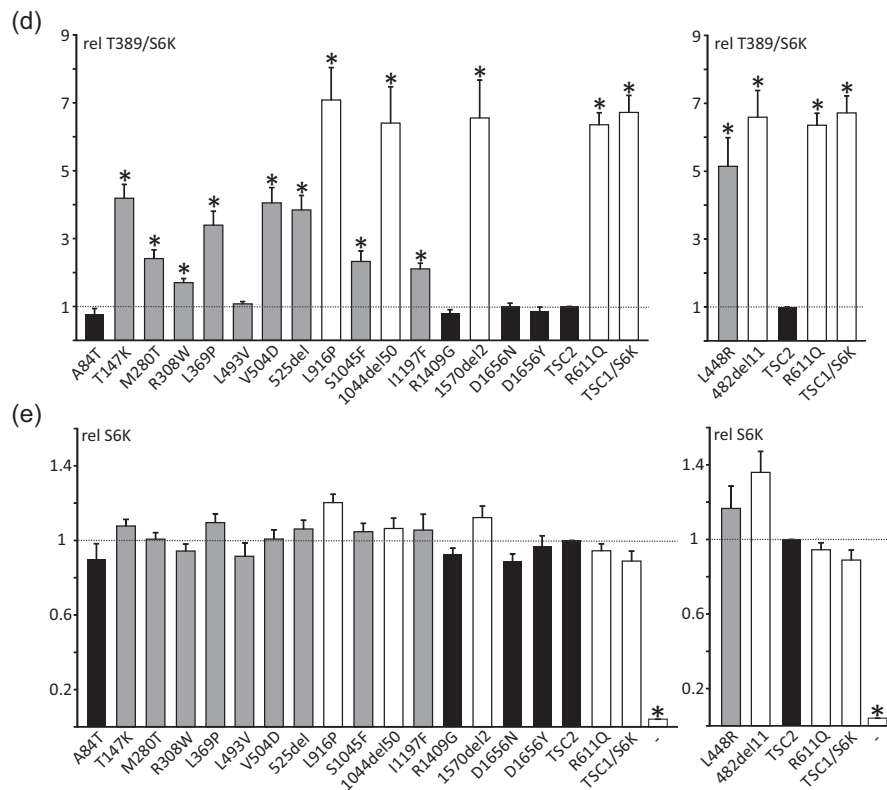 (d)
rel T389/S6K
9
7
5
3
1
* * * * * * * * * * * * *
A84T T147K M280T R308W L369P L493V V504D 525del L916P S1045F 1044del50 I1197F R1409G 1570del2 D1656N D1656Y TSC2 R611Q TSC1/S6K
rel T389/S6K
9
7
5
3
1
* * * *
L448R 482del11 TSC2 R611Q TSC1/S6K
(e)
rel S6K
1.4
1
0.6
0.2
*
A84T T147K M280T R308W L369P L493V V504D 525del L916P S1045F 1044del50 I1197F R1409G 1570del2 D1656N D1656Y TSC2 R611Q TSC1/S6K -
rel S6K
1.4
1
0.6
0.2
*
L448R 482del11 TSC2 R611Q TSC1/S6K -